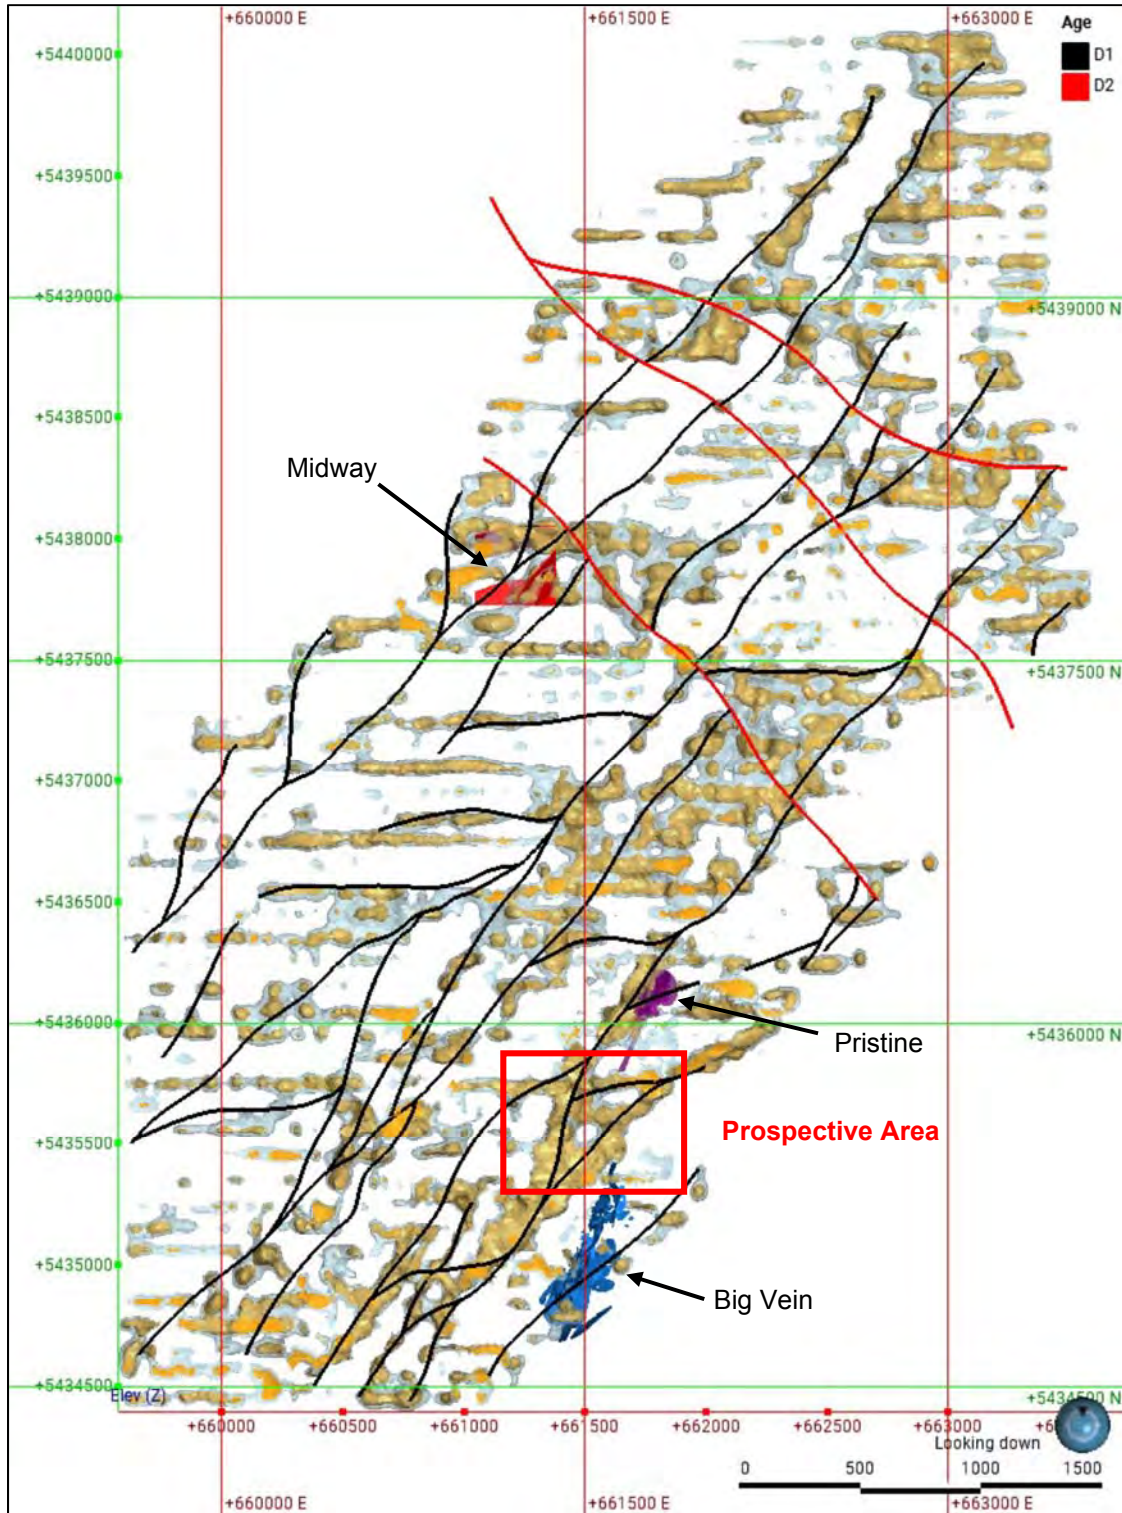 +660000 E
+661500 E
+663000 E
Age
D1
D2
+5440000
+5439500
+5439000
+5439000 N
+5438500
Midway
+5438000
+5437500
+5437500 N
+5437000
+5436500
+5436000
+5436000 N
Pristine
Prospective Area
+5435500
+5435000
Big Vein
+5434500
+5434500 N
Elev (Z)
+660000
+660500
+661000
+661500
+662000
+662500
+663000
Looking down
0
500
1000
1500
+660000 E
+661500 E
+663000 E